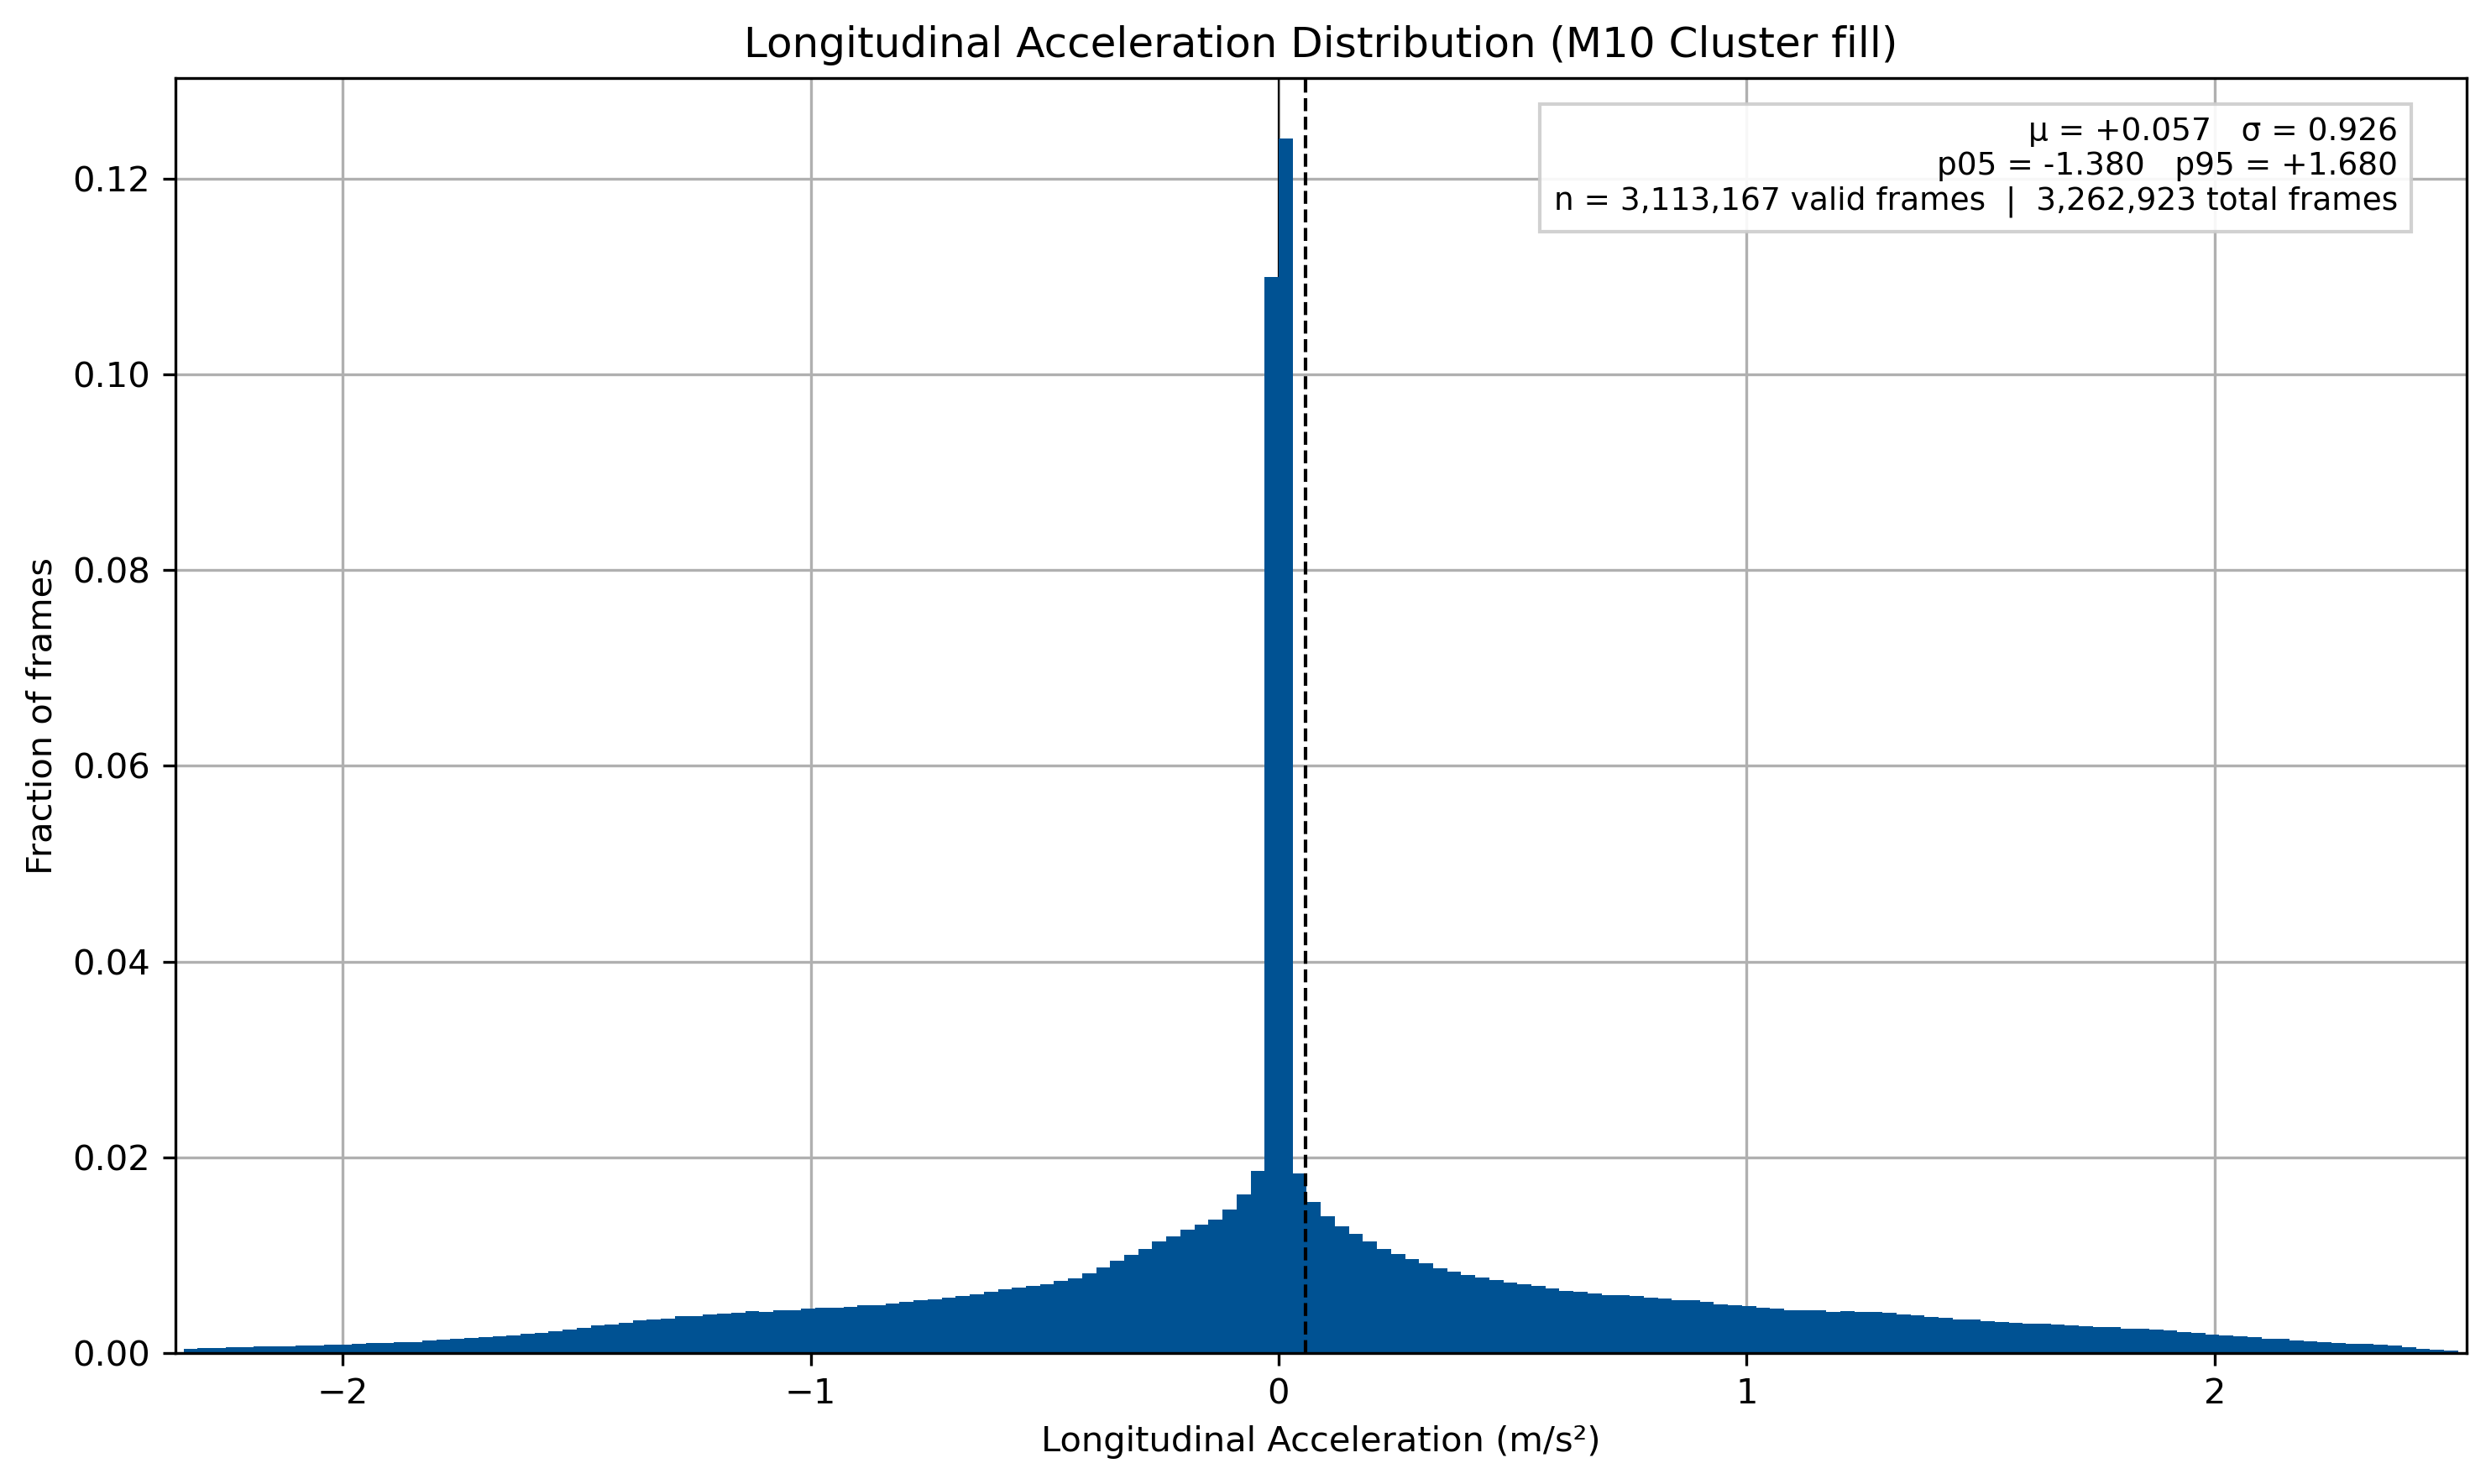 Longitudinal Acceleration Distribution (M10 Cluster fill)
μ = +0.057   σ = 0.926
p05 = -1.380   p95 = +1.680
n = 3,113,167 valid frames  |  3,262,923 total frames
0.12
0.10
0.08
0.06
0.04
0.02
0.00
Fraction of frames
−2
−1
0
1
2
Longitudinal Acceleration (m/s²)